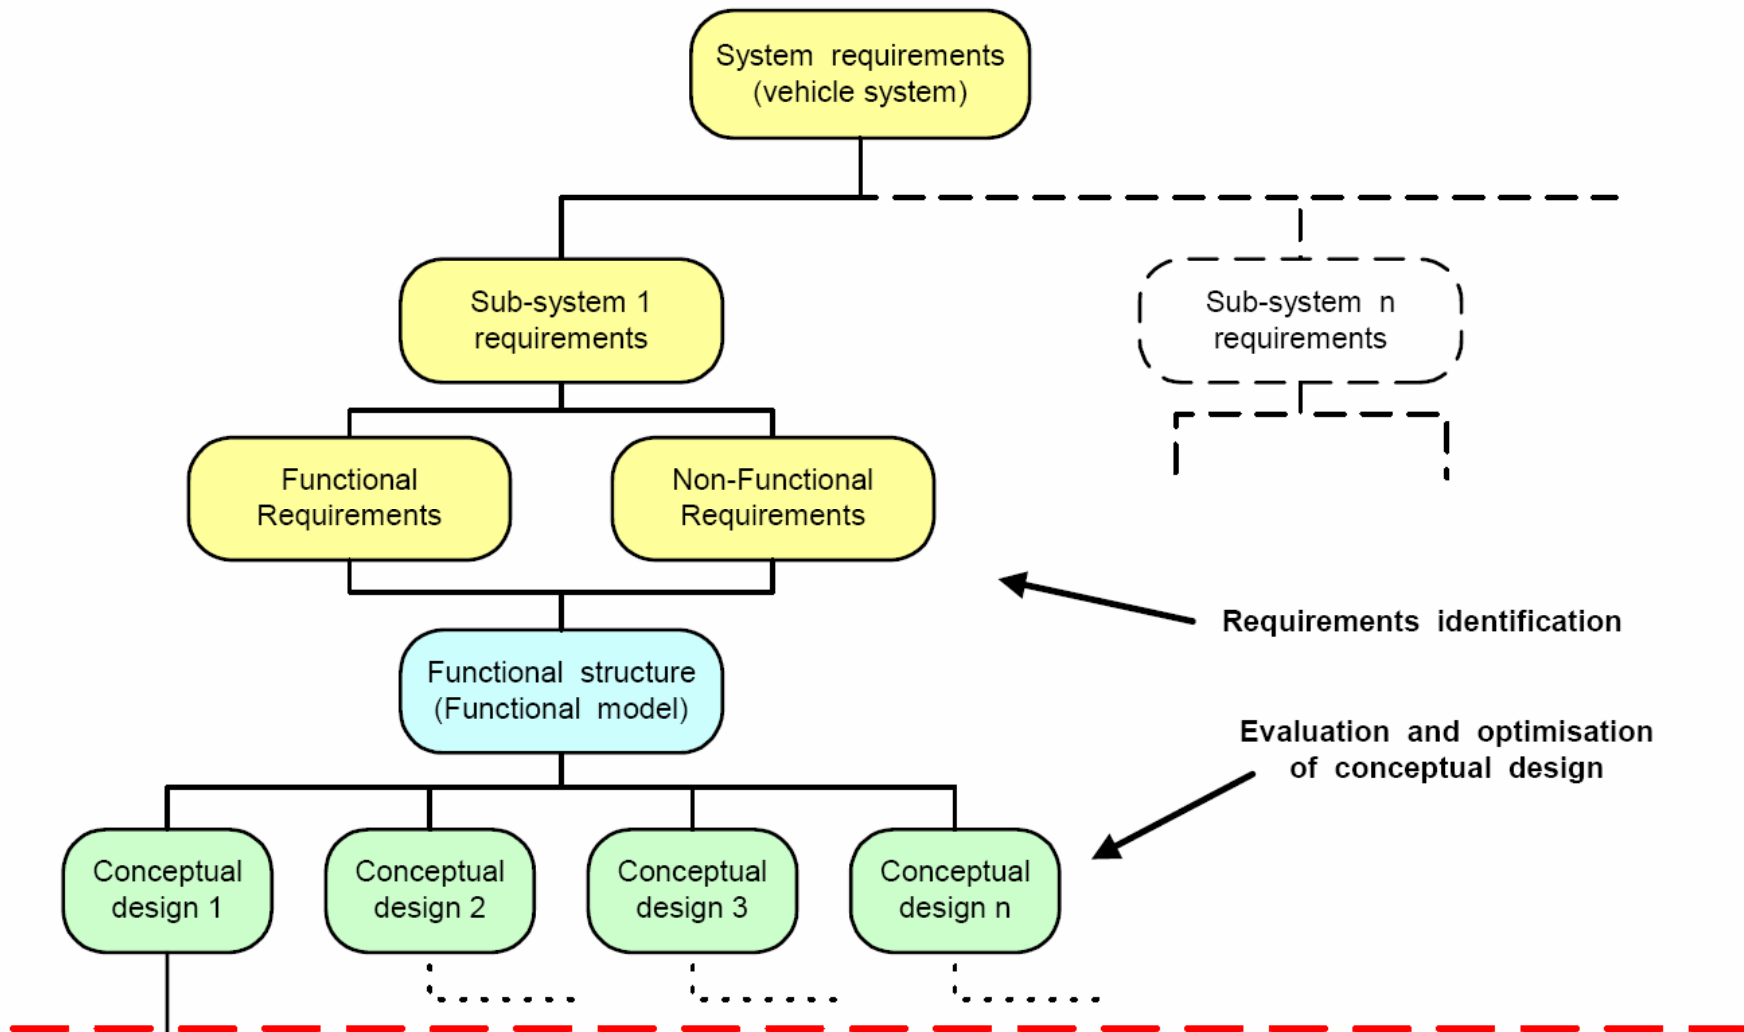 System requirements
(vehicle system)
Sub-system 1
requirements
Sub-system n
requirements
Functional
Requirements
Non-Functional
Requirements
Requirements identification
Functional structure
(Functional model)
Evaluation and optimisation
of conceptual design
Conceptual
design 1
Conceptual
design 2
Conceptual
design 3
Conceptual
design n